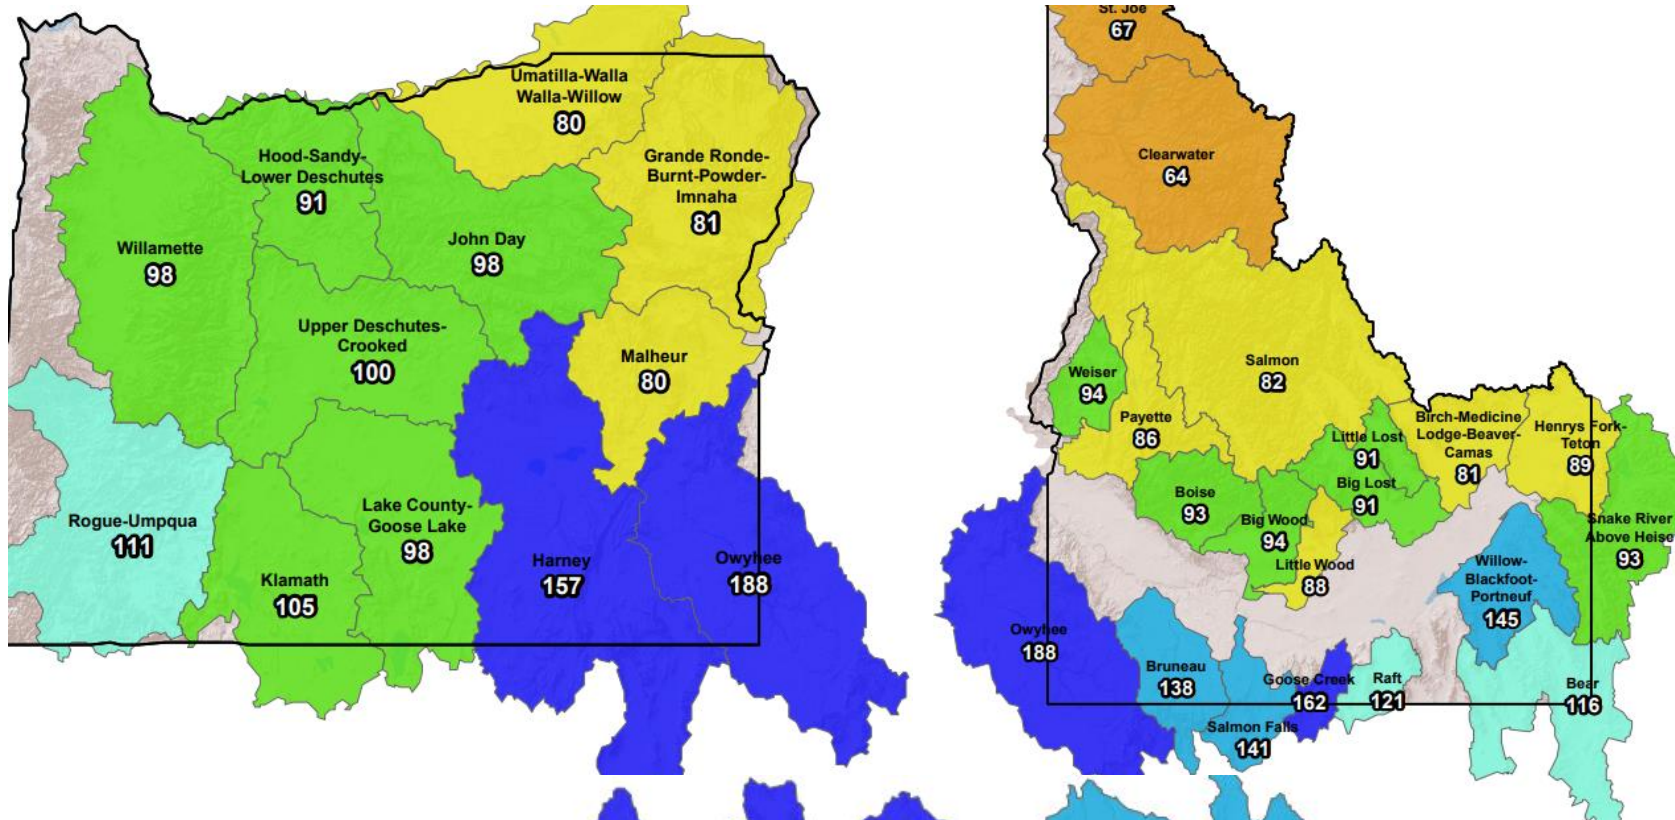 Umatilla-Walla
Walla-Willow
80
Hood-Sandy-
Lower Deschutes
91
Grande Ronde-
Burnt-Powder-
Imnaha
81
Willamette
98
John Day
98
Upper Deschutes-
Crooked
100
Malheur
80
Rogue-Umpqua
111
Lake County-
Goose Lake
98
Klamath
105
Harney
157
Owyhee
188
St. Joe
67
Clearwater
64
Salmon
82
Weiser
94
Payette
86
Birch-Medicine
Lodge-Beaver-
Camas
81
Henrys Fork-
Teton
89
Little Lost
91
Big Lost
91
Boise
93
Big Wood
94
Little Wood
88
Snake River
Above Heise
93
Willow-
Blackfoot-
Portneuf
145
Owyhee
188
Bruneau
138
Salmon Falls
141
Goose Creek
162
Raft
121
Bear
116